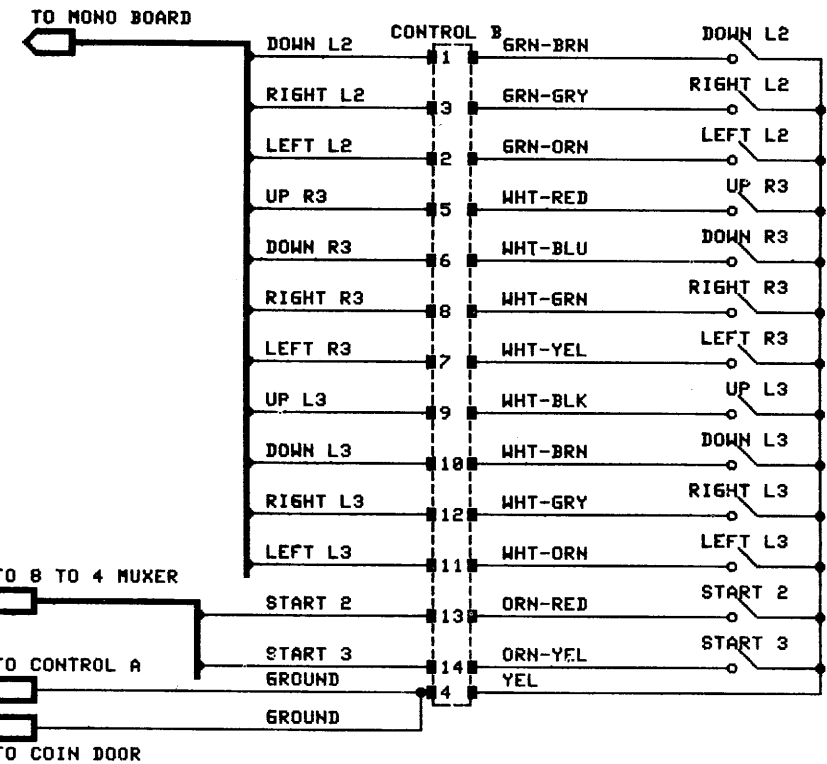 TO MONO BOARD
CONTROL B
DOWN L2 1 GRN-BRN DOWN L2
RIGHT L2 3 GRN-GRY RIGHT L2
LEFT L2 2 GRN-ORN LEFT L2
UP R3 5 WHT-RED UP R3
DOWN R3 6 WHT-BLU DOWN R3
RIGHT R3 8 WHT-GRN RIGHT R3
LEFT R3 7 WHT-YEL LEFT R3
UP L3 9 WHT-BLK UP L3
DOWN L3 10 WHT-BRN DOWN L3
RIGHT L3 12 WHT-GRY RIGHT L3
LEFT L3 11 WHT-ORN LEFT L3
TO 8 TO 4 MUXER
START 2 13 ORN-RED START 2
START 3 14 ORN-YEL START 3
TO CONTROL A
GROUND 4 YEL
GROUND
TO COIN DOOR